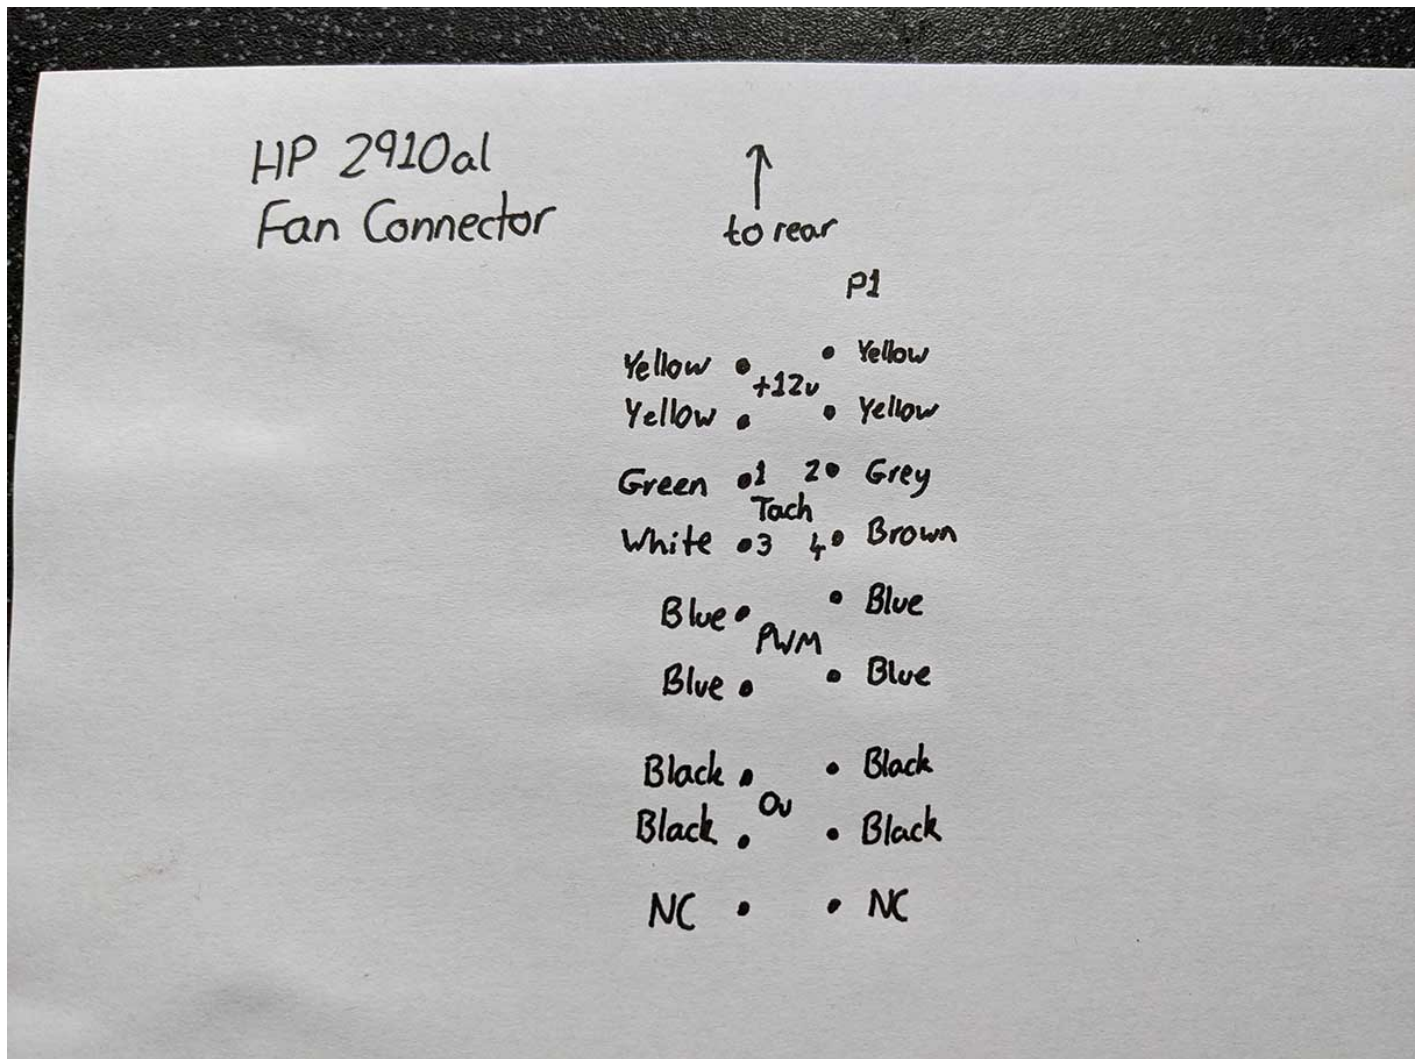 HP 2910al
Fan Connector
↑
to rear
P1
Yellow • • Yellow
+12v
Yellow • • Yellow
Green •1 2• Grey
Tach
White •3 4• Brown
Blue • • Blue
PWM
Blue • • Blue
Black • • Black
0v
Black • • Black
NC • • NC